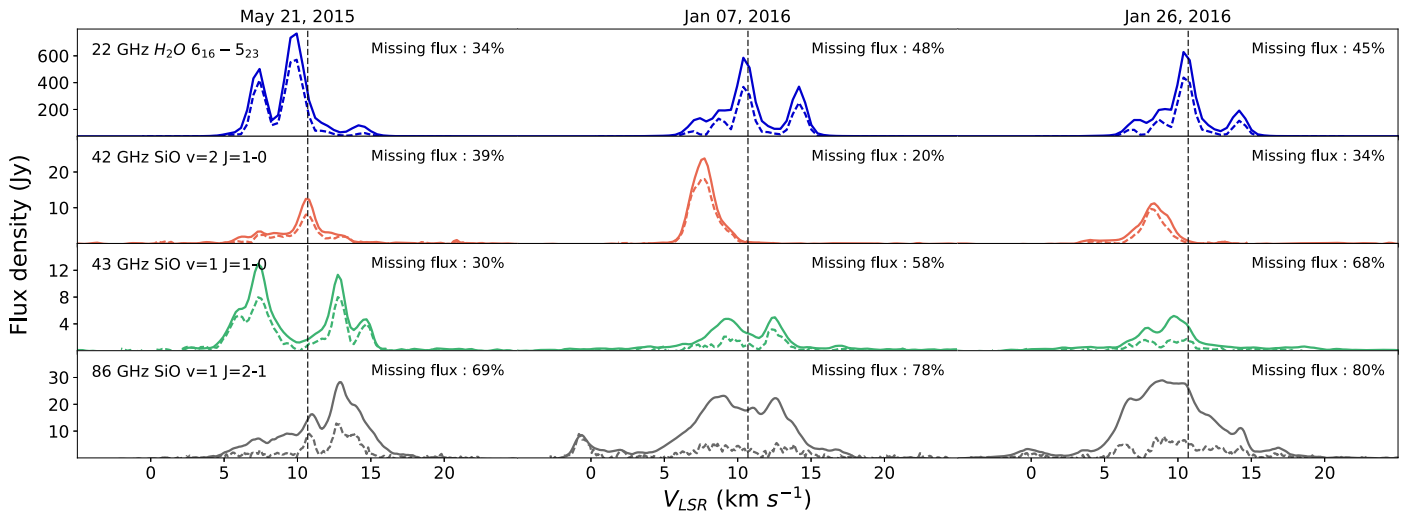 May 21, 2015 Jan 07, 2016 Jan 26, 2016
22 GHz H₂O 6₁₆ − 5₂₃ Missing flux : 34% Missing flux : 48% Missing flux : 45%
600
400
200
42 GHz SiO v=2 J=1-0 Missing flux : 39% Missing flux : 20% Missing flux : 34%
20
10
43 GHz SiO v=1 J=1-0 Missing flux : 30% Missing flux : 58% Missing flux : 68%
12
8
4
86 GHz SiO v=1 J=2-1 Missing flux : 69% Missing flux : 78% Missing flux : 80%
30
20
10
Flux density (Jy)
0 5 10 15 20 0 5 10 15 20 0 5 10 15 20
V_LSR (km s⁻¹)